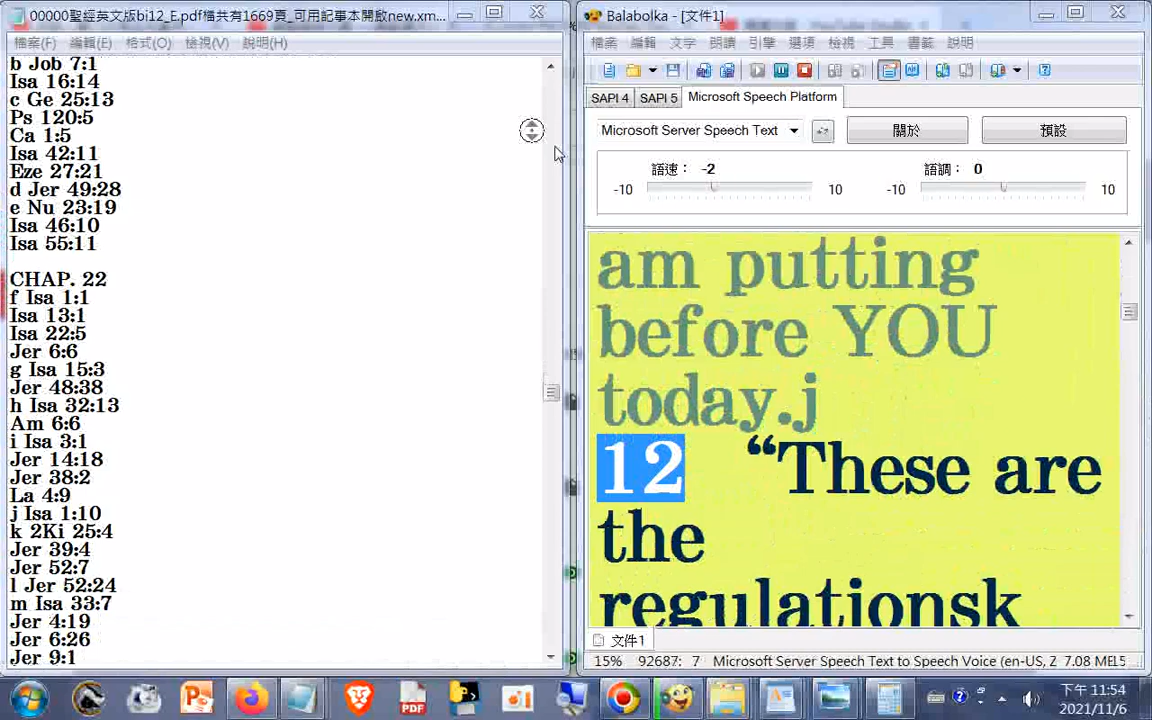 00000聖經英文版bi12_E.pdf檔共有1669頁_可用記事本開啟new.xm...
檔案(F) 編輯(E) 格式(O) 檢視(V) 說明(H)
b Job 7:1
Isa 16:14
c Ge 25:13
Ps 120:5
Ca 1:5
Isa 42:11
Eze 27:21
d Jer 49:28
e Nu 23:19
Isa 46:10
Isa 55:11
CHAP. 22
f Isa 1:1
Isa 13:1
Isa 22:5
Jer 6:6
g Isa 15:3
Jer 48:38
h Isa 32:13
Am 6:6
i Isa 3:1
Jer 14:18
Jer 38:2
La 4:9
j Isa 1:10
k 2Ki 25:4
Jer 39:4
Jer 52:7
l Jer 52:24
m Isa 33:7
Jer 4:19
Jer 6:26
Jer 9:1
Balabolka - [文件1]
檔案 編輯 文字 朗讀 引擎 選項 檢視 工具 書籤 說明
SAPI 4 SAPI 5 Microsoft Speech Platform
Microsoft Server Speech Text 關於 預設
語速： -2 語調： 0
-10 10 -10 10
am putting
before YOU
today.j
12 “These are
the
regulationsk
文件1
15% 92687: 7 Microsoft Server Speech Text to Speech Voice (en-US, Z 7.08 ME
PDF
下午 11:54
2021/11/6